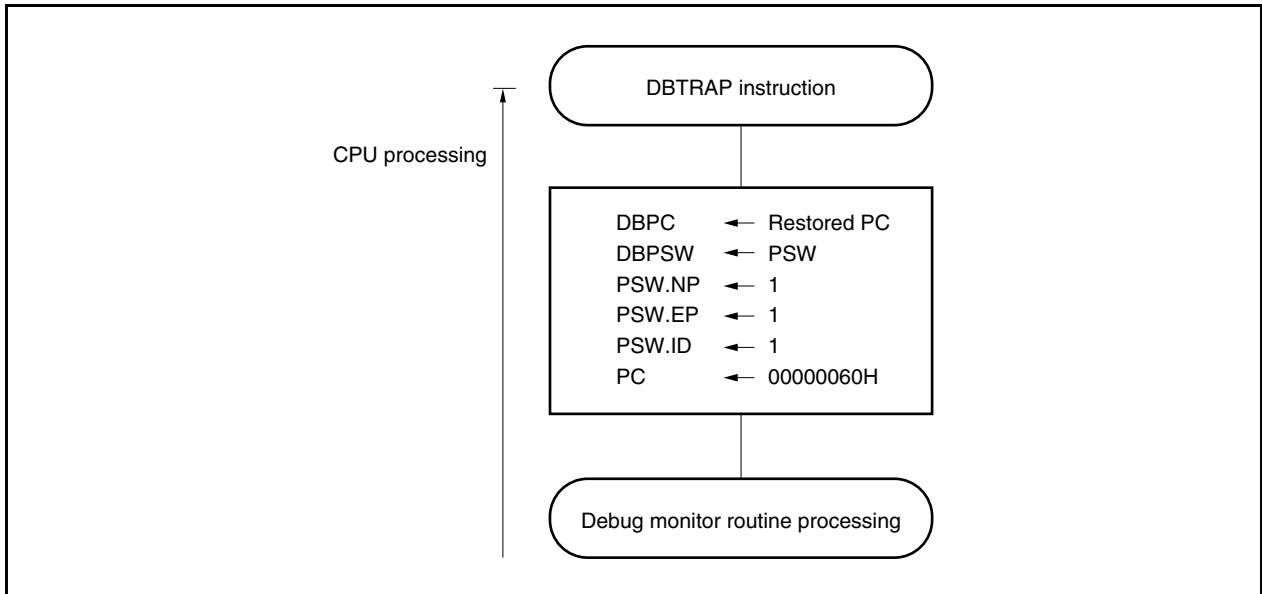 DBTRAP instruction
CPU processing
DBPC ← Restored PC
DBPSW ← PSW
PSW.NP ← 1
PSW.EP ← 1
PSW.ID ← 1
PC ← 00000060H
Debug monitor routine processing